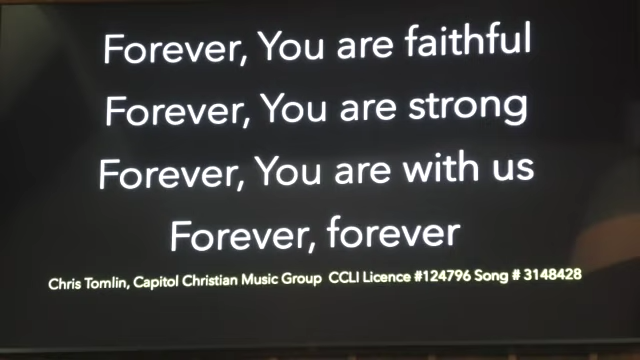 Forever, You are faithful
Forever, You are strong
Forever, You are with us
Forever, forever
Chris Tomlin, Capitol Christian Music Group CCLI Licence #124796 Song # 3148428